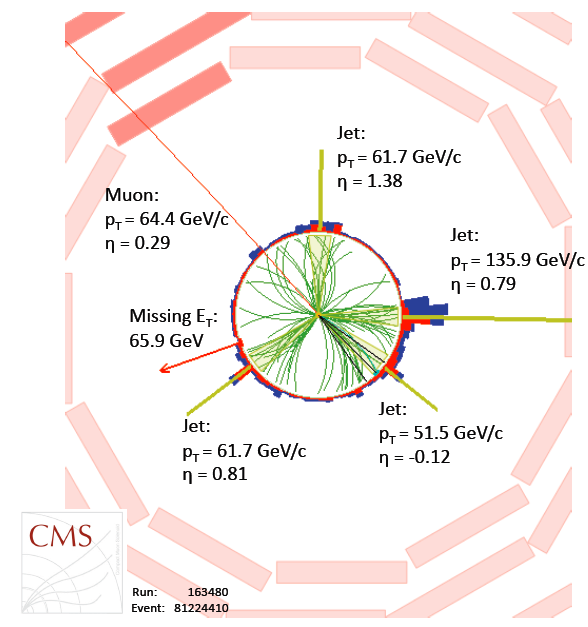 Jet:
pT = 61.7 GeV/c
η = 1.38
Muon:
pT = 64.4 GeV/c
η = 0.29
Jet:
pT = 135.9 GeV/c
η = 0.79
Missing ET:
65.9 GeV
Jet:
pT = 51.5 GeV/c
η = -0.12
Jet:
pT = 61.7 GeV/c
η = 0.81
CMS
Run: 163480
Event: 81224410